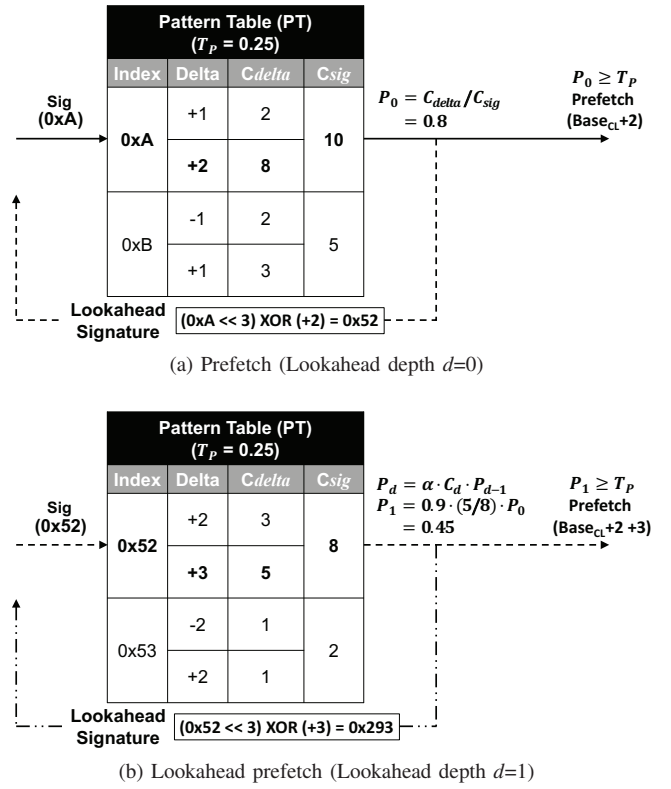 Pattern Table (PT)
(T_P = 0.25)
Index Delta Cdelta Csig
Sig
(0xA)
0xA +1 2 10
+2 8
0xB -1 2 5
+1 3
P_0 = C_delta/C_sig
= 0.8
P_0 ≥ T_P
Prefetch
(Base_CL+2)
Lookahead
Signature
(0xA << 3) XOR (+2) = 0x52
(a) Prefetch (Lookahead depth d=0)
Pattern Table (PT)
(T_P = 0.25)
Index Delta Cdelta Csig
Sig
(0x52)
0x52 +2 3 8
+3 5
0x53 -2 1 2
+2 1
P_d = α · C_d · P_{d-1}
P_1 = 0.9 · (5/8) · P_0
= 0.45
P_1 ≥ T_P
Prefetch
(Base_CL+2 +3)
Lookahead
Signature
(0x52 << 3) XOR (+3) = 0x293
(b) Lookahead prefetch (Lookahead depth d=1)